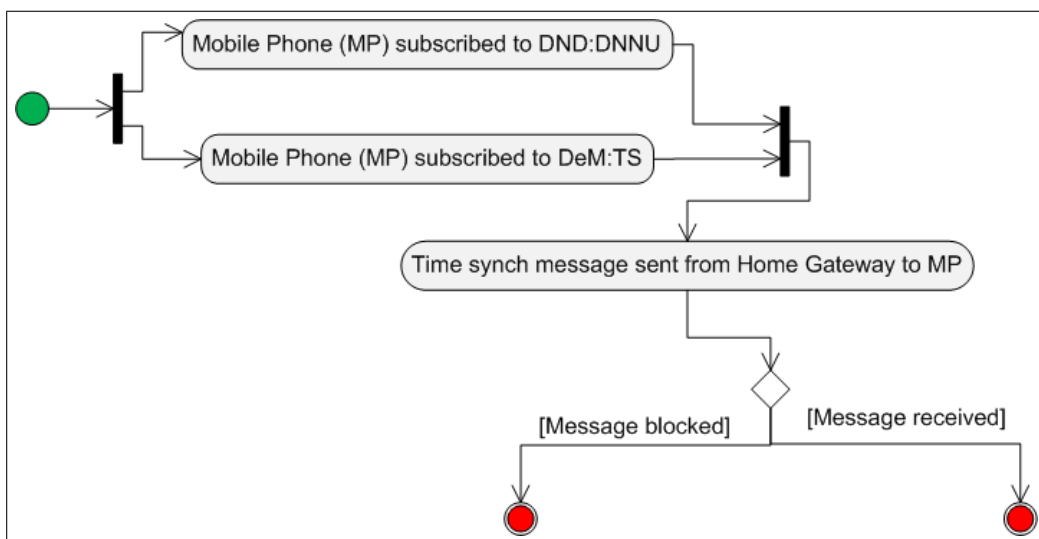 Mobile Phone (MP) subscribed to DND:DNNU
Mobile Phone (MP) subscribed to DeM:TS
Time synch message sent from Home Gateway to MP
[Message blocked]
[Message received]